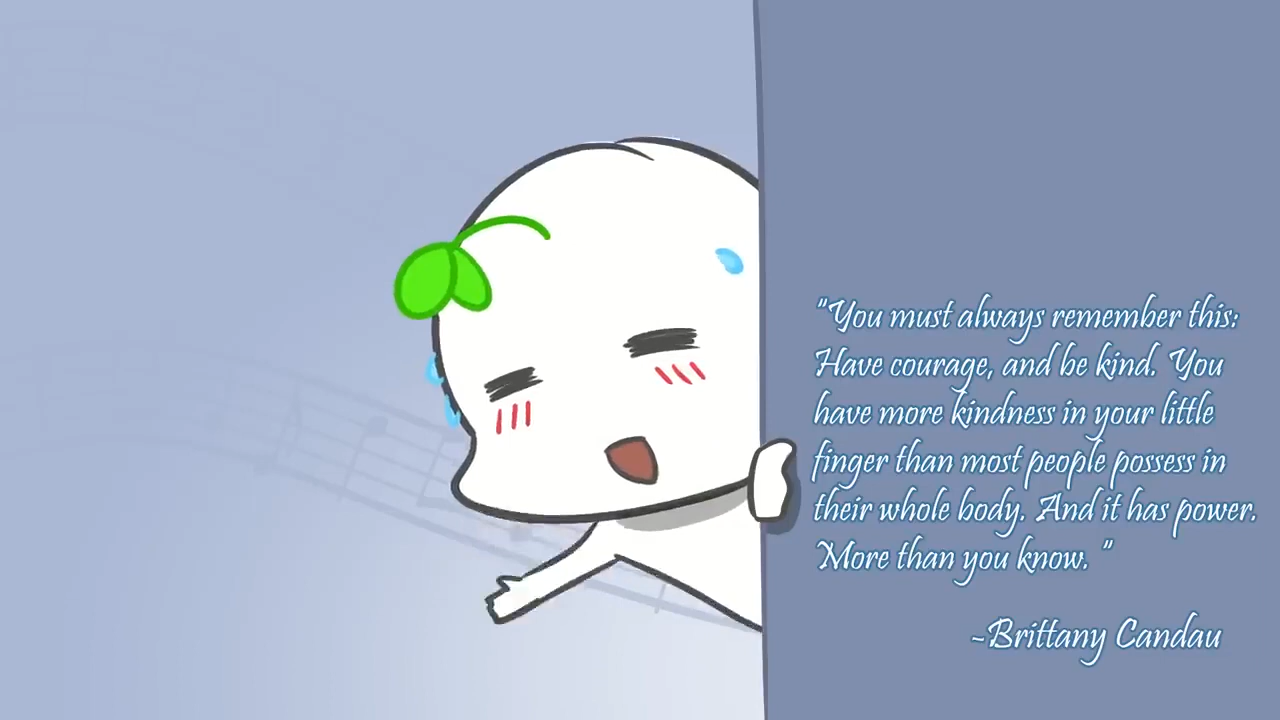 "You must always remember this:
Have courage, and be kind. You
have more kindness in your little
finger than most people possess in
their whole body. And it has power.
More than you know. "
~Brittany Candau